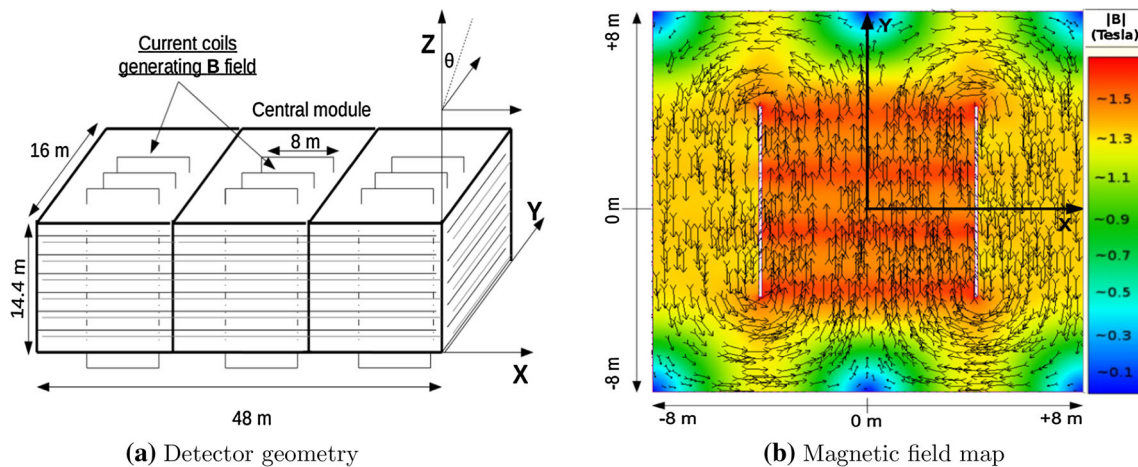 Current coils
generating B field
Central module
8 m
16 m
14.4 m
48 m
Z
θ
Y
X
(a) Detector geometry
+8 m
0 m
-8 m
Y
X
-8 m
0 m
+8 m
|B|
(Tesla)
~1.5
~1.3
~1.1
~0.9
~0.7
~0.5
~0.3
~0.1
(b) Magnetic field map